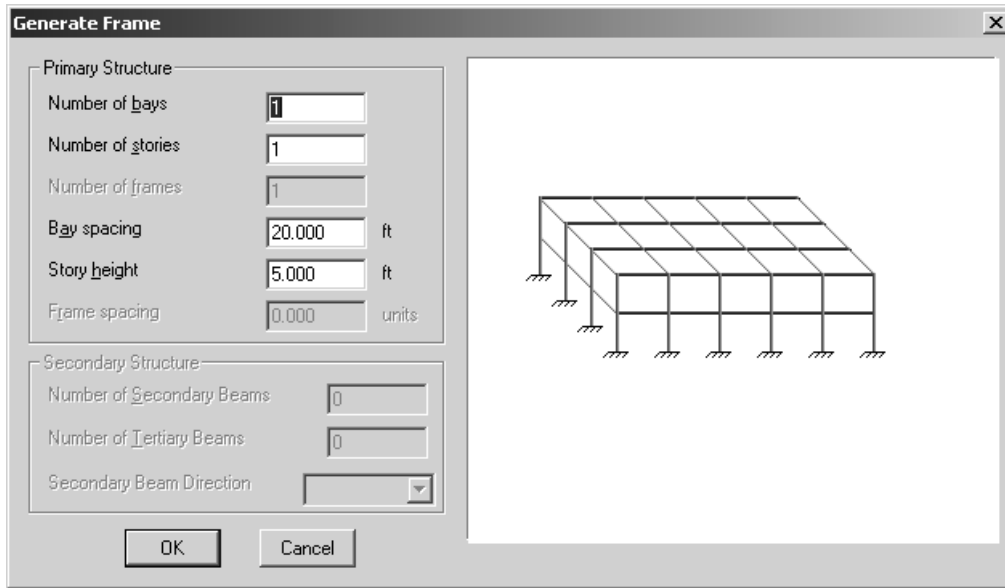 Generate Frame
Primary Structure
Number of bays 1
Number of stories 1
Number of frames 1
Bay spacing 20.000 ft
Story height 5.000 ft
Frame spacing 0.000 units
Secondary Structure
Number of Secondary Beams 0
Number of Tertiary Beams 0
Secondary Beam Direction
OK Cancel